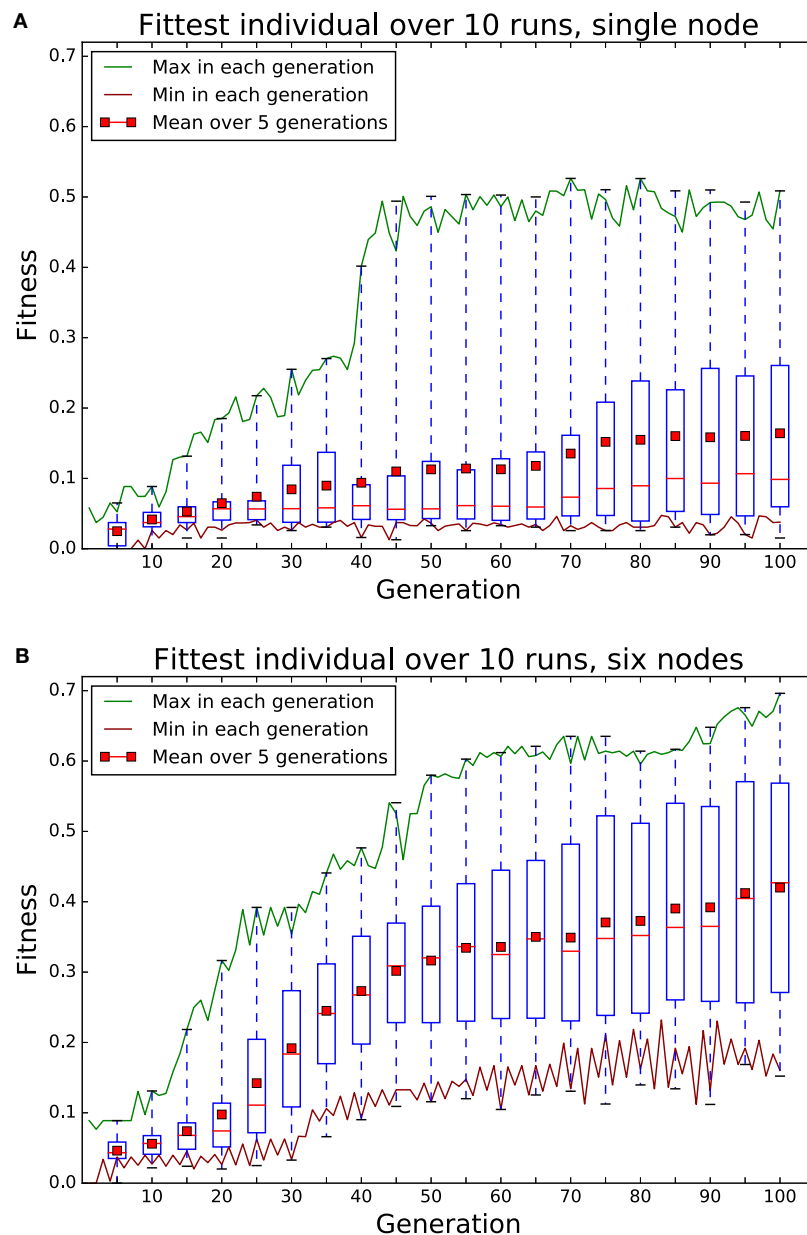 A
Fittest individual over 10 runs, single node
Max in each generation
Min in each generation
Mean over 5 generations
0.7
0.6
0.5
0.4
0.3
0.2
0.1
0.0
Fitness
10 20 30 40 50 60 70 80 90 100
Generation
B
Fittest individual over 10 runs, six nodes
Max in each generation
Min in each generation
Mean over 5 generations
0.7
0.6
0.5
0.4
0.3
0.2
0.1
0.0
Fitness
10 20 30 40 50 60 70 80 90 100
Generation